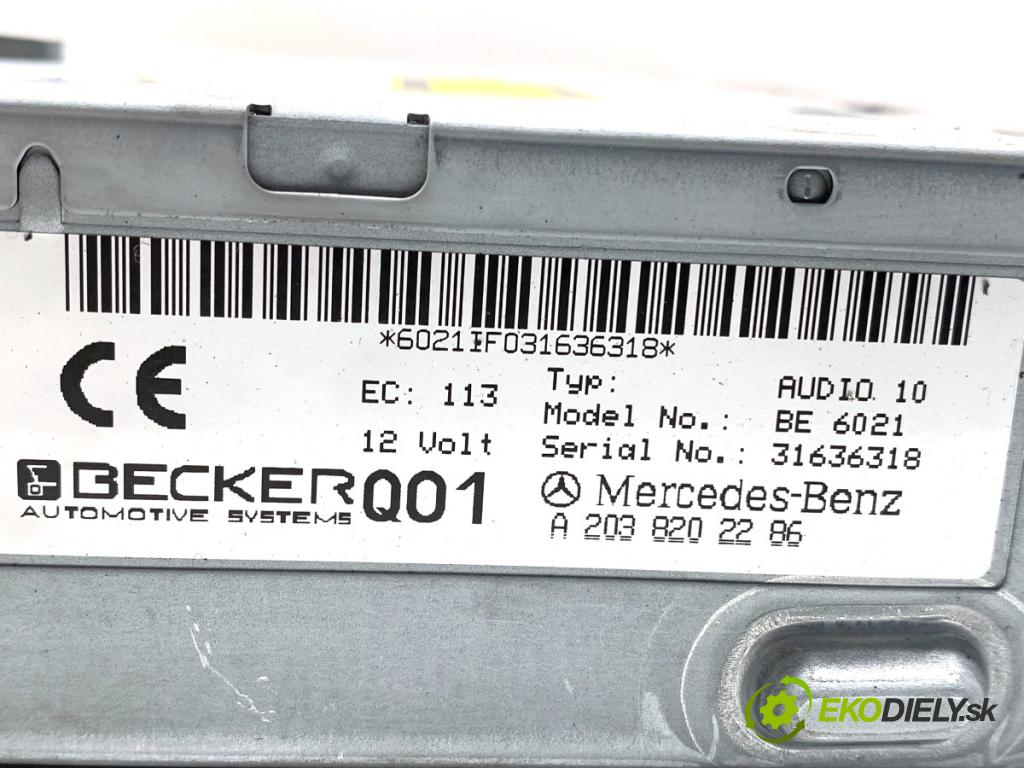 *6021IF031636318*
CE
EC: 113
Typ: AUDIO 10
Model No.: BE 6021
12 Volt
Serial No.: 31636318
BECKER
AUTOMOTIVE SYSTEMS
Q01
Mercedes-Benz
A 203 820 22 86
EKODIELY.sk